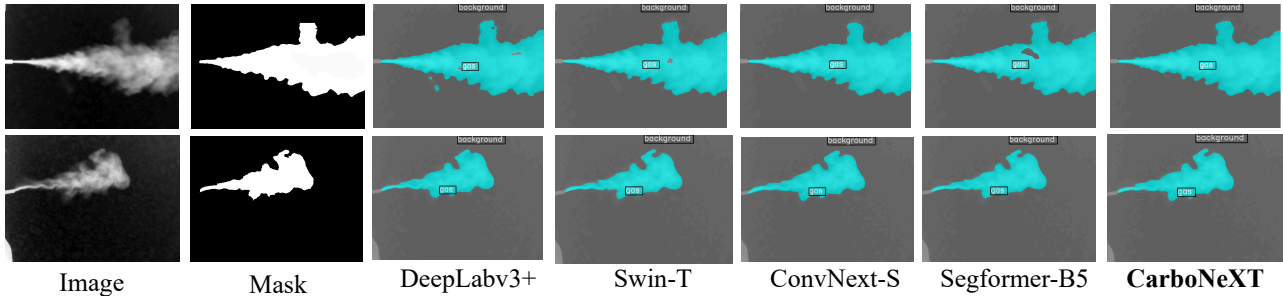 background background background background background
gas gas gas gas gas
background background background background background
gas gas gas gas gas
Image Mask DeepLabv3+ Swin-T ConvNext-S Segformer-B5 CarboNeXT